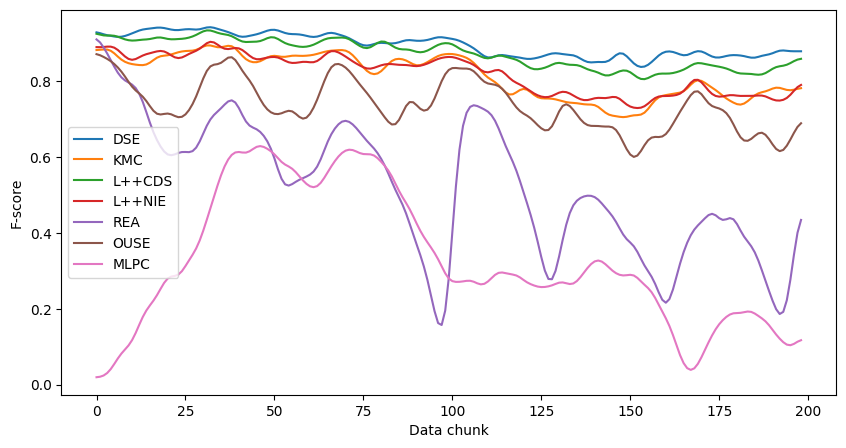 F-score
0.8
0.6
0.4
0.2
0.0
DSE
KMC
L++CDS
L++NIE
REA
OUSE
MLPC
0 25 50 75 100 125 150 175 200
Data chunk